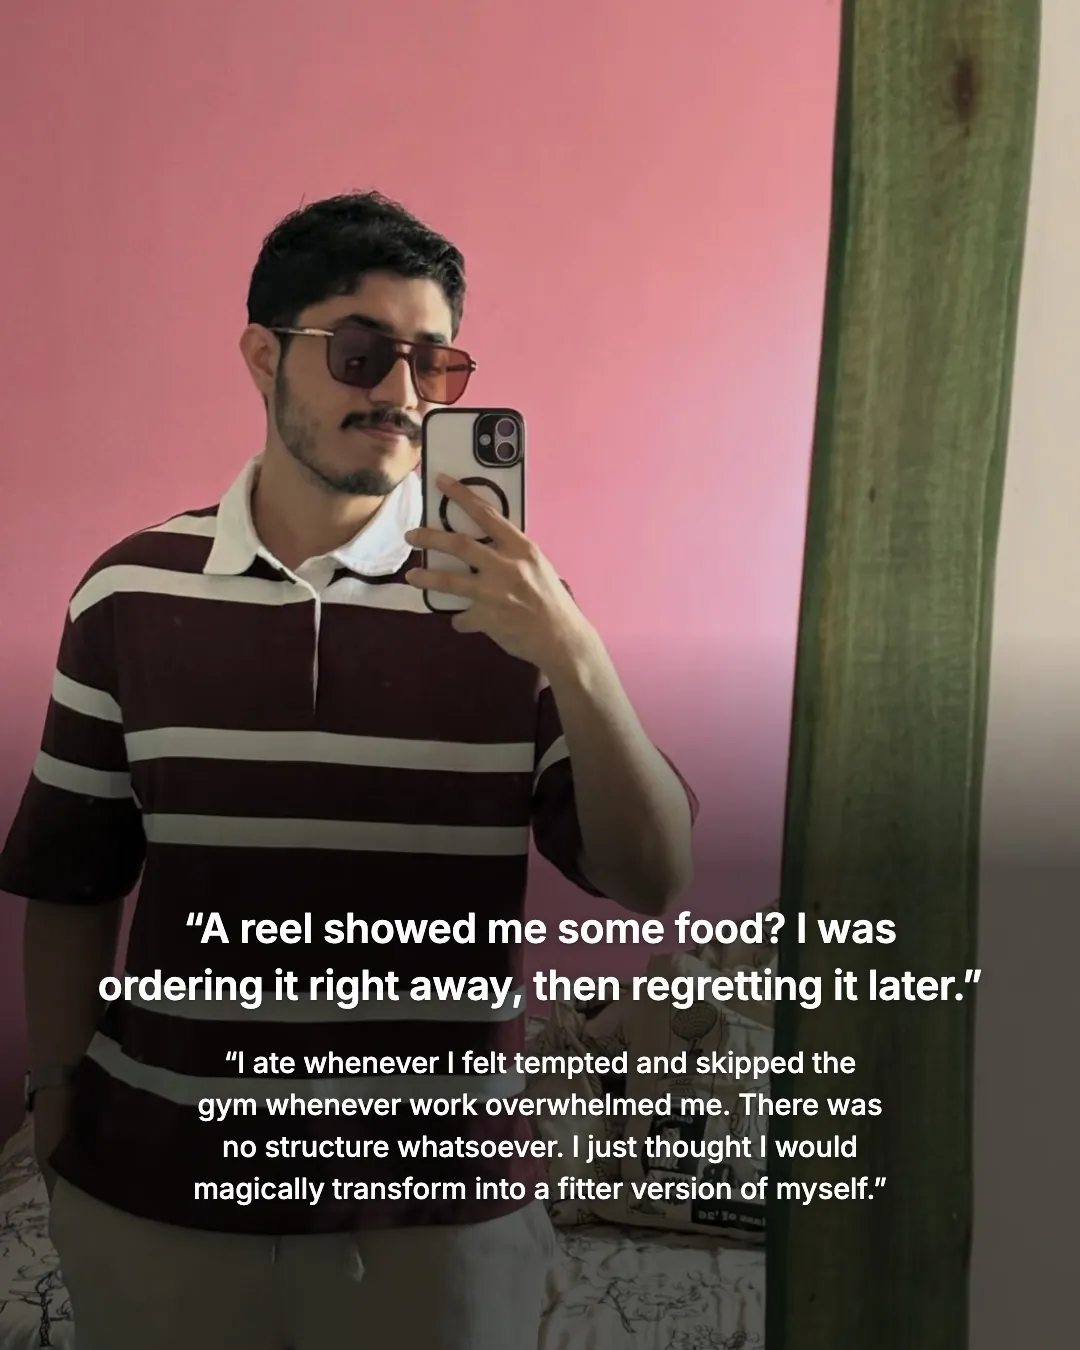 “A reel showed me some food? I was
ordering it right away, then regretting it later.”
“I ate whenever I felt tempted and skipped the
gym whenever work overwhelmed me. There was
no structure whatsoever. I just thought I would
magically transform into a fitter version of myself.”